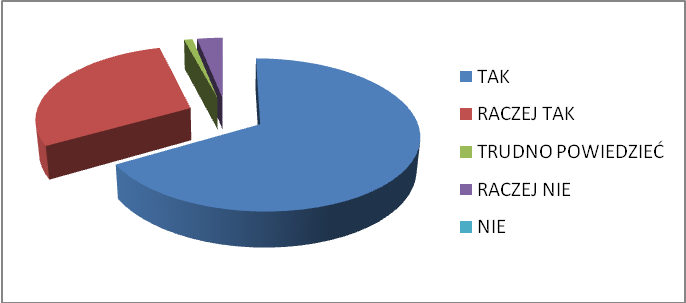 TAK
RACZEJ TAK
TRUDNO POWIEDZIEĆ
RACZEJ NIE
NIE